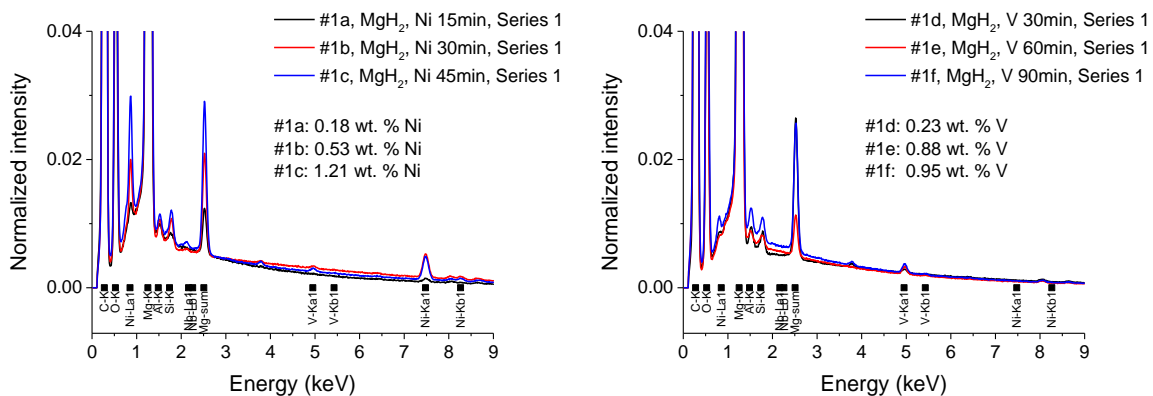 0.04
0.02
0.00
Normalized intensity
#1a, MgH2, Ni 15min, Series 1
#1b, MgH2, Ni 30min, Series 1
#1c, MgH2, Ni 45min, Series 1
#1a: 0.18 wt. % Ni
#1b: 0.53 wt. % Ni
#1c: 1.21 wt. % Ni
C-K
O-K
Ni-La1
Mg-K
Al-K
Si-K
Nb-La1
Mg-sum
V-Ka1
V-Kb1
Ni-Ka1
Ni-Kb1
0 1 2 3 4 5 6 7 8 9
Energy (keV)
0.04
0.02
0.00
Normalized intensity
#1d, MgH2, V 30min, Series 1
#1e, MgH2, V 60min, Series 1
#1f, MgH2, V 90min, Series 1
#1d: 0.23 wt. % V
#1e: 0.88 wt. % V
#1f: 0.95 wt. % V
C-K
O-K
Ni-La1
Mg-K
Al-K
Si-K
Nb-La1
Mg-sum
V-Ka1
V-Kb1
Ni-Ka1
Ni-Kb1
0 1 2 3 4 5 6 7 8 9
Energy (keV)